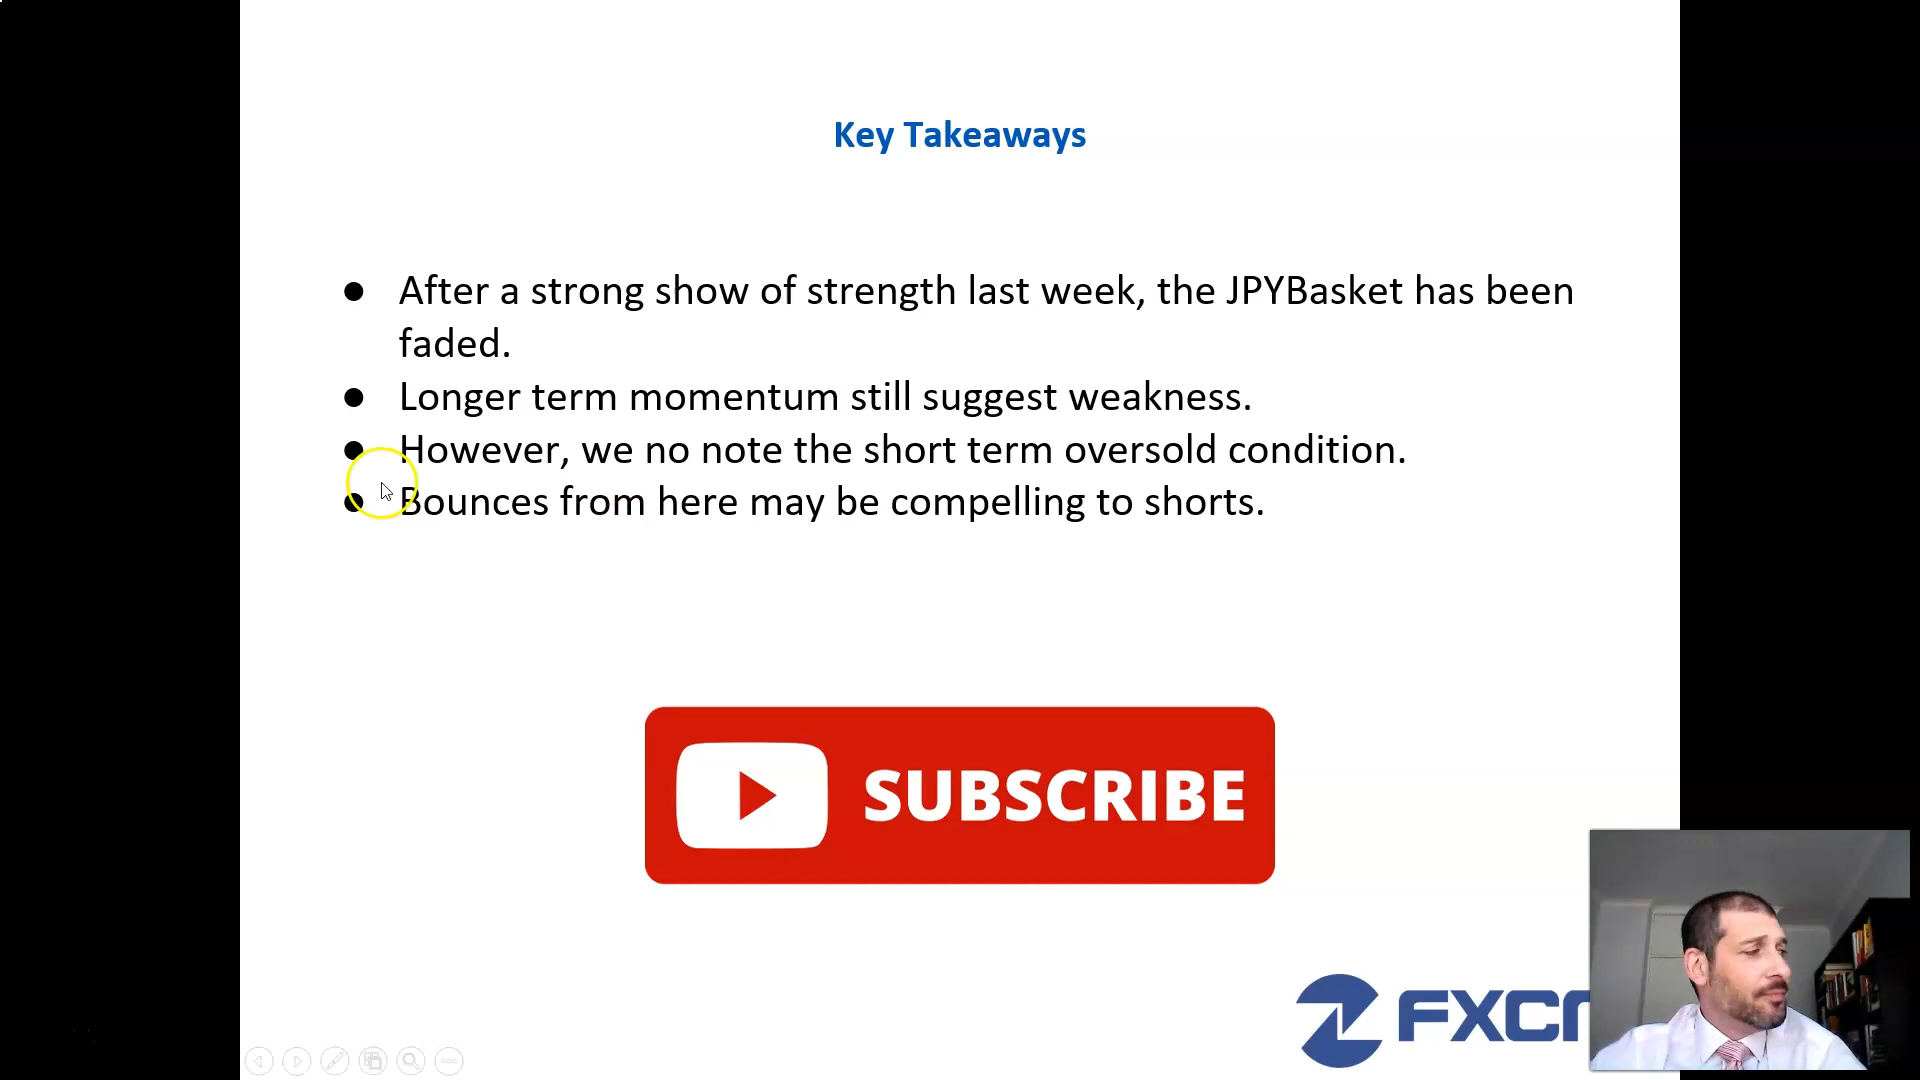 Key Takeaways
● After a strong show of strength last week, the JPYBasket has been
faded.
● Longer term momentum still suggest weakness.
● However, we no note the short term oversold condition.
● Bounces from here may be compelling to shorts.
SUBSCRIBE